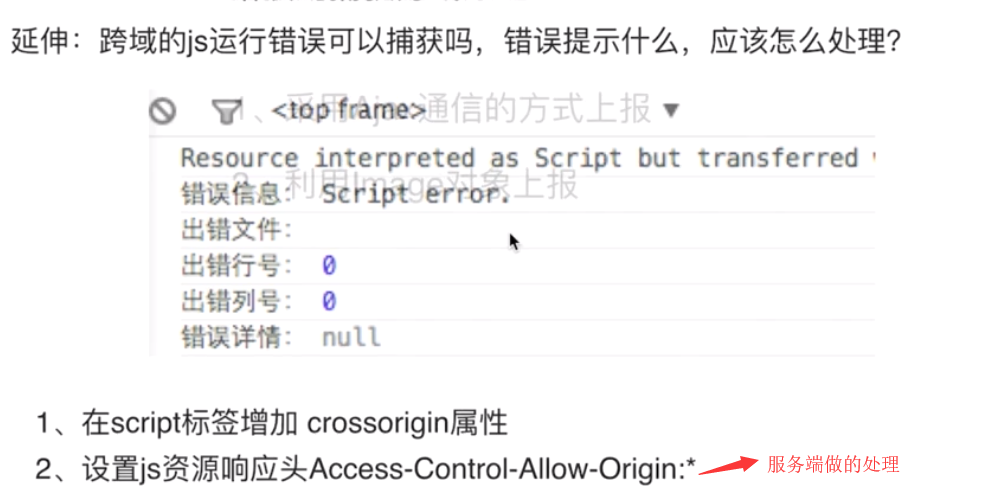 延伸：跨域的js运行错误可以捕获吗，错误提示什么，应该怎么处理？
<top frame>
1、采用Ajax通信的方式上报
Resource interpreted as Script but transferred
2、利用Image对象上报
错误信息： Script error.
出错文件：
出错行号： 0
出错列号： 0
错误详情： null
1、在script标签增加 crossorigin属性
2、设置js资源响应头Access-Control-Allow-Origin:*
服务端做的处理